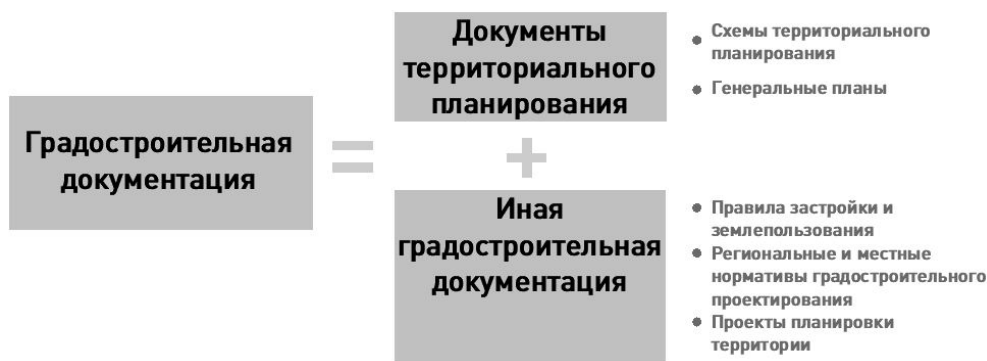 Градостроительная
документация
=
Документы
территориального
планирования
• Схемы территориального
планирования
• Генеральные планы
+
Иная
градостроительная
документация
• Правила застройки и
землепользования
• Региональные и местные
нормативы градостроительного
проектирования
• Проекты планировки
территории